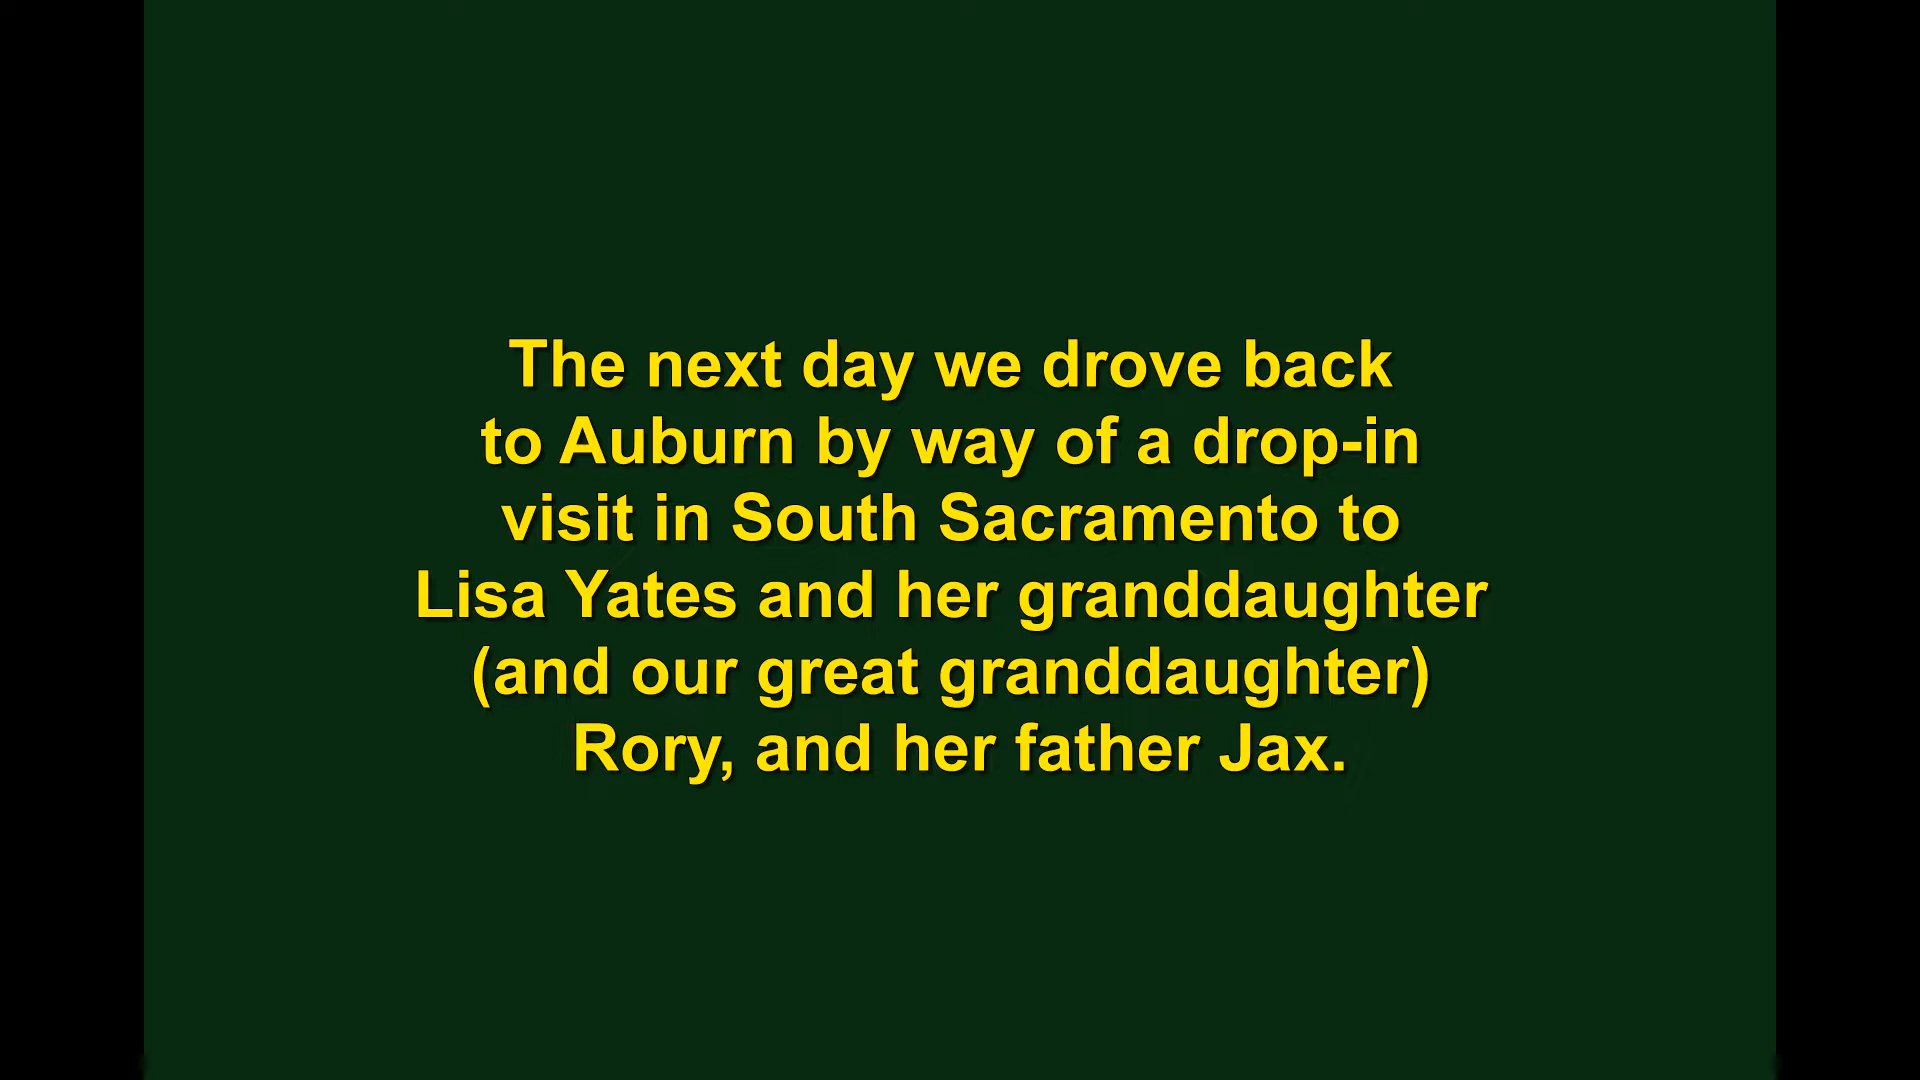 The next day we drove back
to Auburn by way of a drop-in
visit in South Sacramento to
Lisa Yates and her granddaughter
(and our great granddaughter)
Rory, and her father Jax.